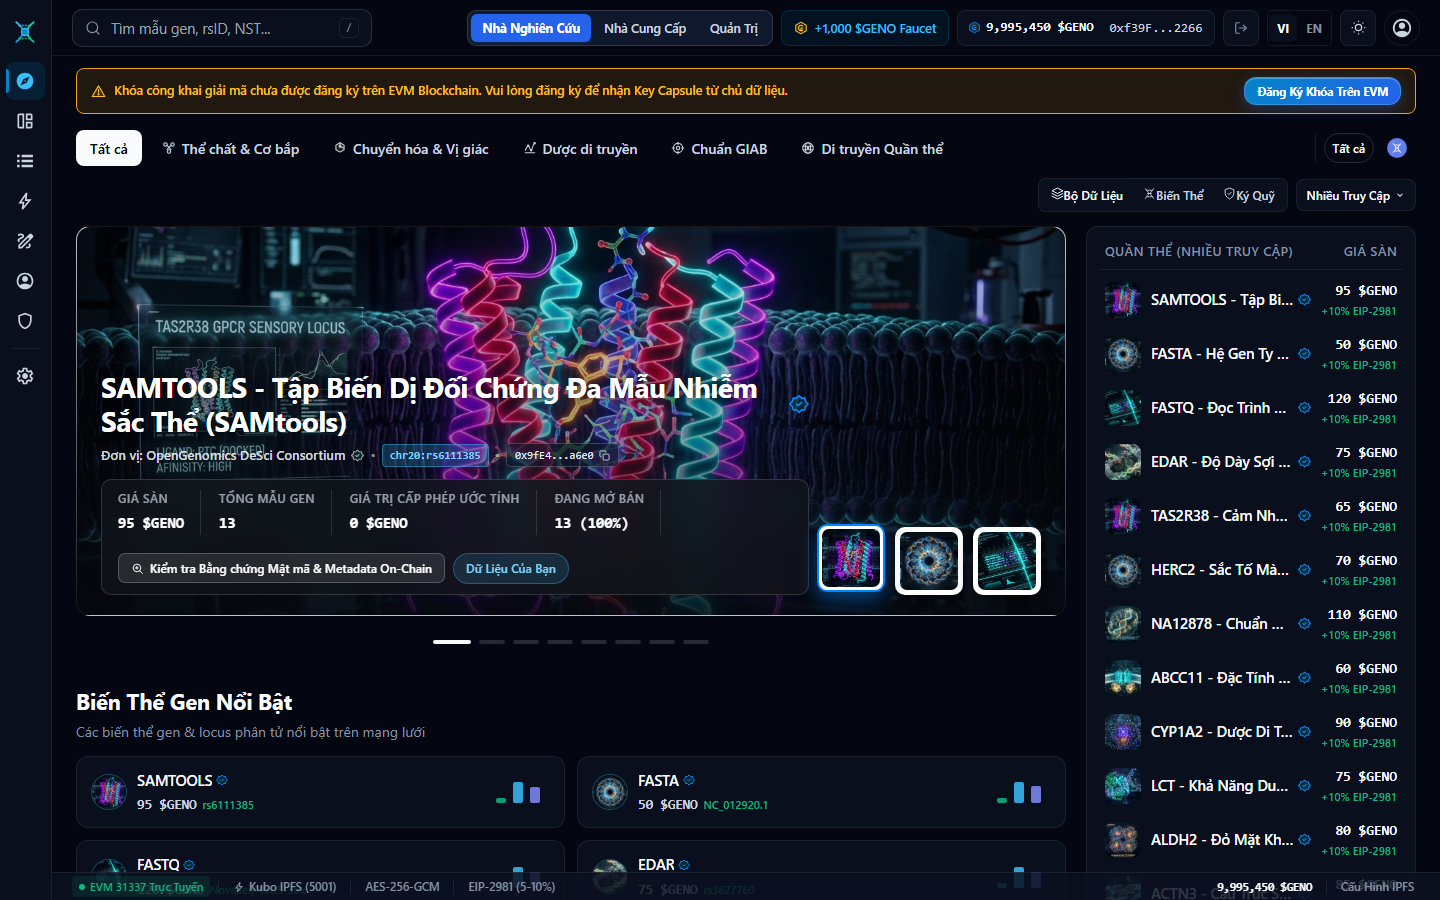 Tìm mẫu gen, rsID, NST...
/
Nhà Nghiên Cứu
Nhà Cung Cấp
Quản Trị
+1,000 $GENO Faucet
9,995,450 $GENO
0xf39F...2266
VI
EN
Khóa công khai giải mã chưa được đăng ký trên EVM Blockchain. Vui lòng đăng ký để nhận Key Capsule từ chủ dữ liệu.
Đăng Ký Khóa Trên EVM
Tất cả
Thể chất & Cơ bắp
Chuyển hóa & Vị giác
Dược di truyền
Chuẩn GIAB
Di truyền Quần thể
Tất cả
Bộ Dữ Liệu
Biến Thể
Ký Quỹ
Nhiều Truy Cập
TAS2R38 GPCR SENSORY LOCUS
SAMTOOLS - Tập Biến Dị Đối Chứng Đa Mẫu Nhiễm
Sắc Thể (SAMtools)
LIGAND: PTC (DOCKED)
Đơn vị: OpenGenomics DeSci Consortium
chr20:rs6111385
0x9fE4...a6e0
AFINISITY: HIGH
GIÁ SÀN
95 $GENO
TỔNG MẪU GEN
13
GIÁ TRỊ CẤP PHÉP ƯỚC TÍNH
0 $GENO
ĐANG MỞ BÁN
13 (100%)
Kiểm tra Bằng chứng Mật mã & Metadata On-Chain
Dữ Liệu Của Bạn
QUẦN THỂ (NHIỀU TRUY CẬP)
GIÁ SÀN
SAMTOOLS - Tập Bi...
95 $GENO
+10% EIP-2981
FASTA - Hệ Gen Ty ...
50 $GENO
+10% EIP-2981
FASTQ - Đọc Trình ...
120 $GENO
+10% EIP-2981
EDAR - Độ Dày Sợi ...
75 $GENO
+10% EIP-2981
TAS2R38 - Cảm Nh...
65 $GENO
+10% EIP-2981
HERC2 - Sắc Tố Mà...
70 $GENO
+10% EIP-2981
NA12878 - Chuẩn ...
110 $GENO
+10% EIP-2981
ABCC11 - Đặc Tính ...
60 $GENO
+10% EIP-2981
CYP1A2 - Dược Di T...
90 $GENO
+10% EIP-2981
LCT - Khả Năng Du...
75 $GENO
+10% EIP-2981
ALDH2 - Đỏ Mặt Kh...
80 $GENO
+10% EIP-2981
ACTN3 - Cấu Trúc S...
Biến Thể Gen Nổi Bật
Các biến thể gen & locus phân tử nổi bật trên mạng lưới
SAMTOOLS
95 $GENO rs6111385
FASTA
50 $GENO NC_012920.1
FASTQ
EDAR
75 $GENO rs3827760
EVM 31337 Trực Tuyến
Kubo IPFS (5001)
AES-256-GCM
EIP-2981 (5-10%)
9,995,450 $GENO
Cấu Hình IPFS